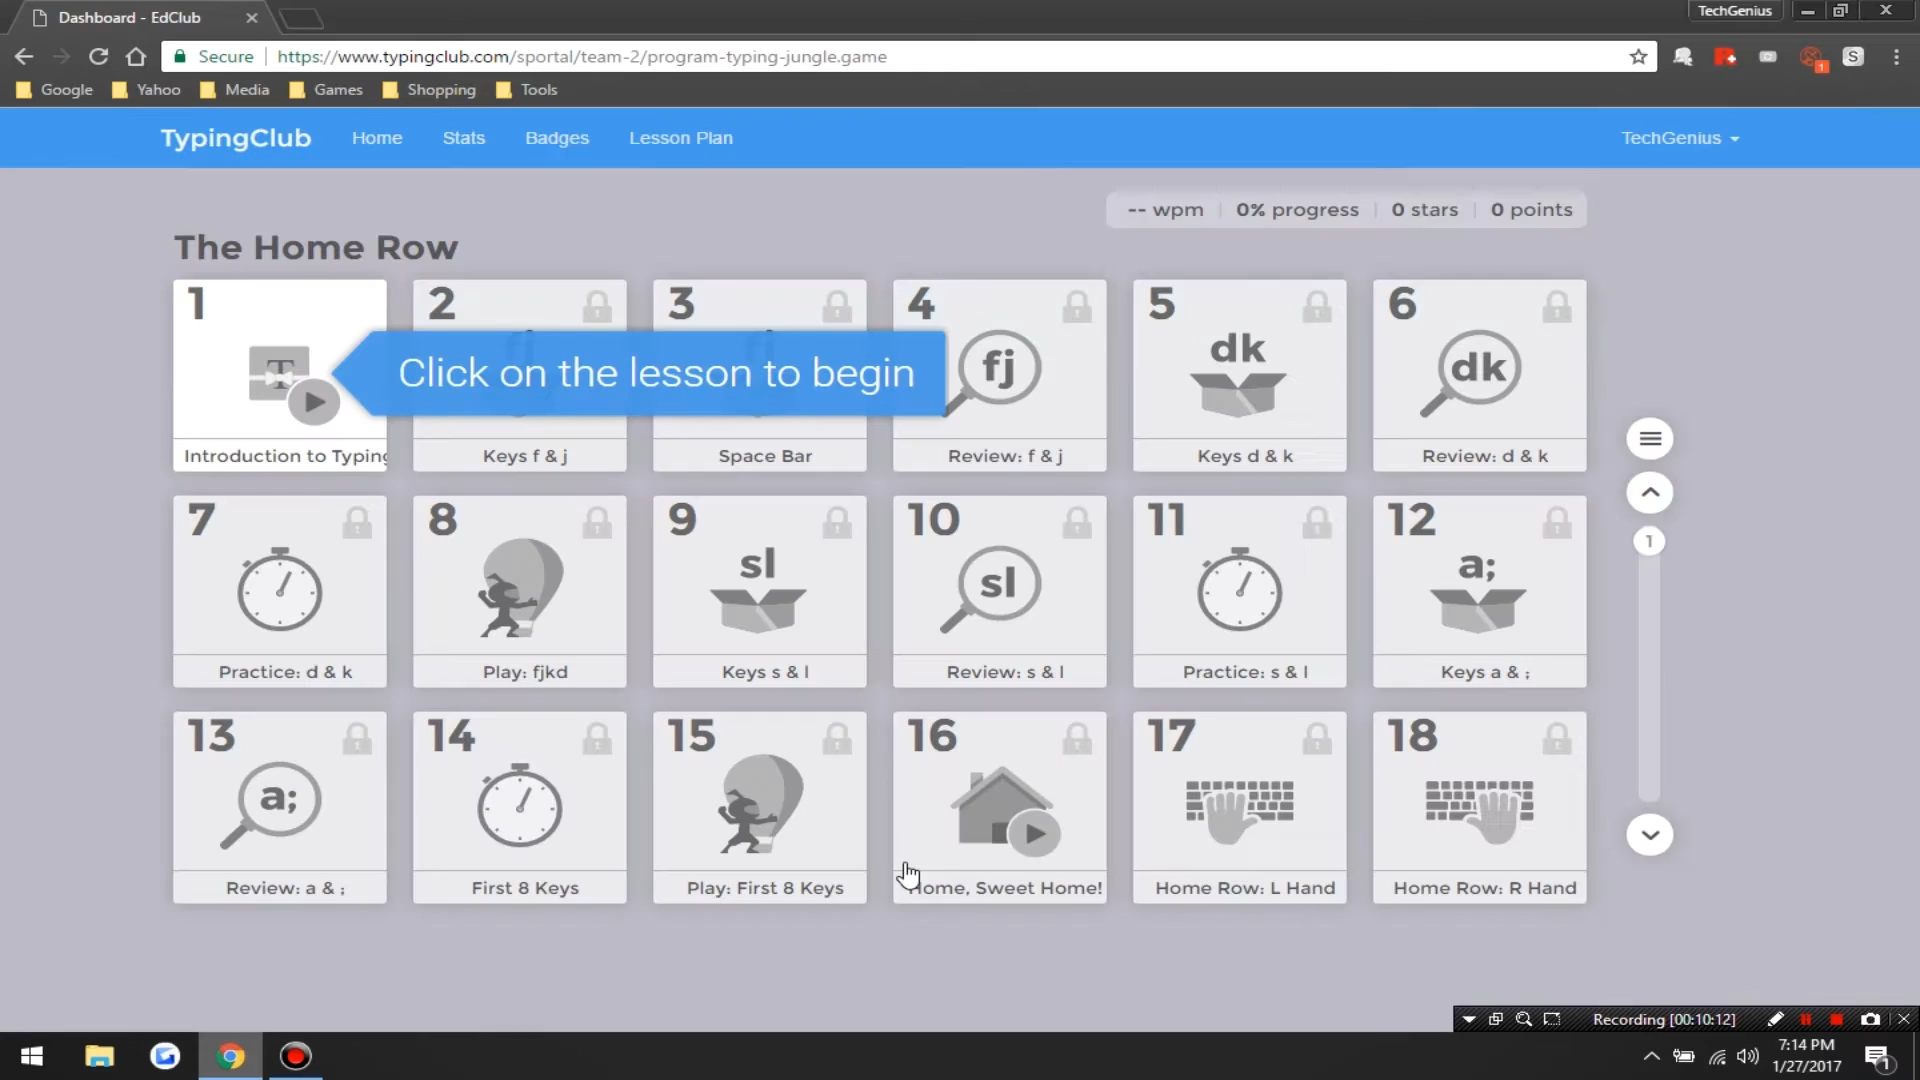 Dashboard - EdClub
TechGenius
Secure https://www.typingclub.com/sportal/team-2/program-typing-jungle.game
S
1
Google Yahoo Media Games Shopping Tools
TypingClub Home Stats Badges Lesson Plan TechGenius
-- wpm 0% progress 0 stars 0 points
The Home Row
1 2 3 4 5 6
T fj dk dk
Click on the lesson to begin
Introduction to Typing Keys f & j Space Bar Review: f & j Keys d & k Review: d & k
7 8 9 10 11 12
1
sl sl a;
Practice: d & k Play: fjkd Keys s & l Review: s & l Practice: s & l Keys a & ;
13 14 15 16 17 18
a;
Review: a & ; First 8 Keys Play: First 8 Keys Home, Sweet Home! Home Row: L Hand Home Row: R Hand
Recording [00:10:12]
7:14 PM
1/27/2017
1